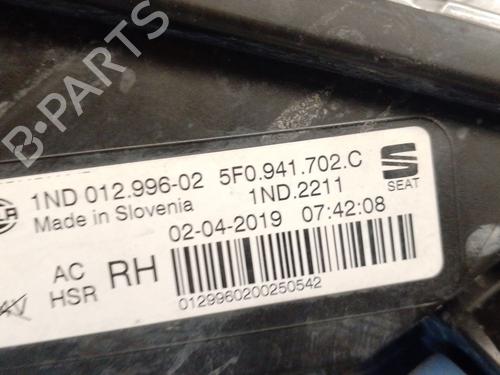 B-PARTS
1ND 012.996-02 5F0.941.702.C
Made in Slovenia 1ND.2211
SEAT
02-04-2019 07:42:08
AC RH
HSR
0129960200250542